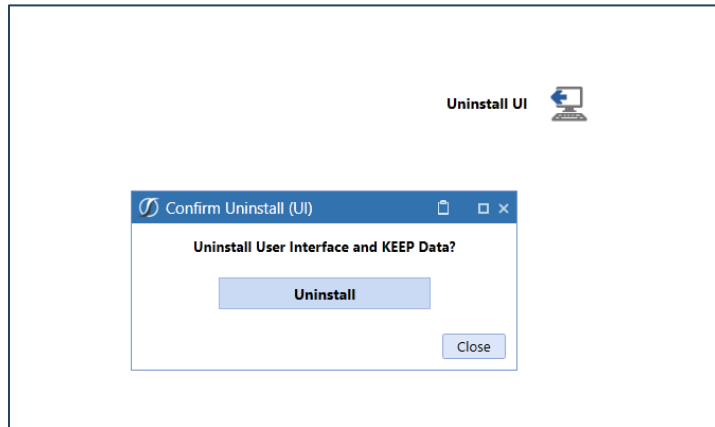 Uninstall UI
Confirm Uninstall (UI)
Uninstall User Interface and KEEP Data?
Uninstall
Close